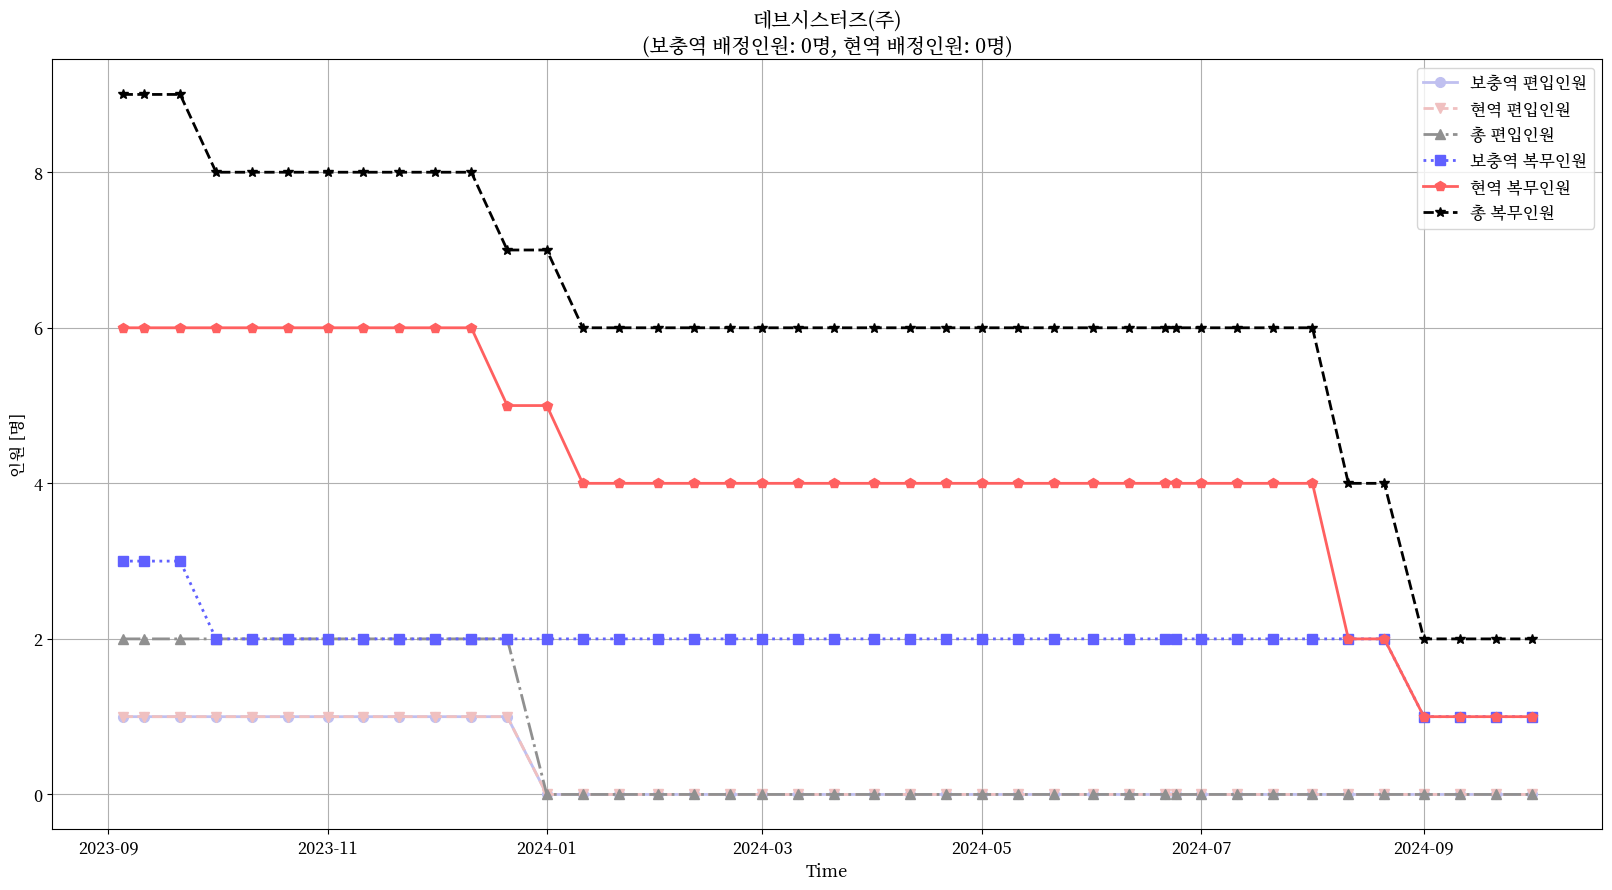 데브시스터즈(주)
(보충역 배정인원: 0명, 현역 배정인원: 0명)
보충역 편입인원
현역 편입인원
총 편입인원
보충역 복무인원
현역 복무인원
총 복무인원
인원 [명]
8
6
4
2
0
2023-09
2023-11
2024-01
2024-03
2024-05
2024-07
2024-09
Time